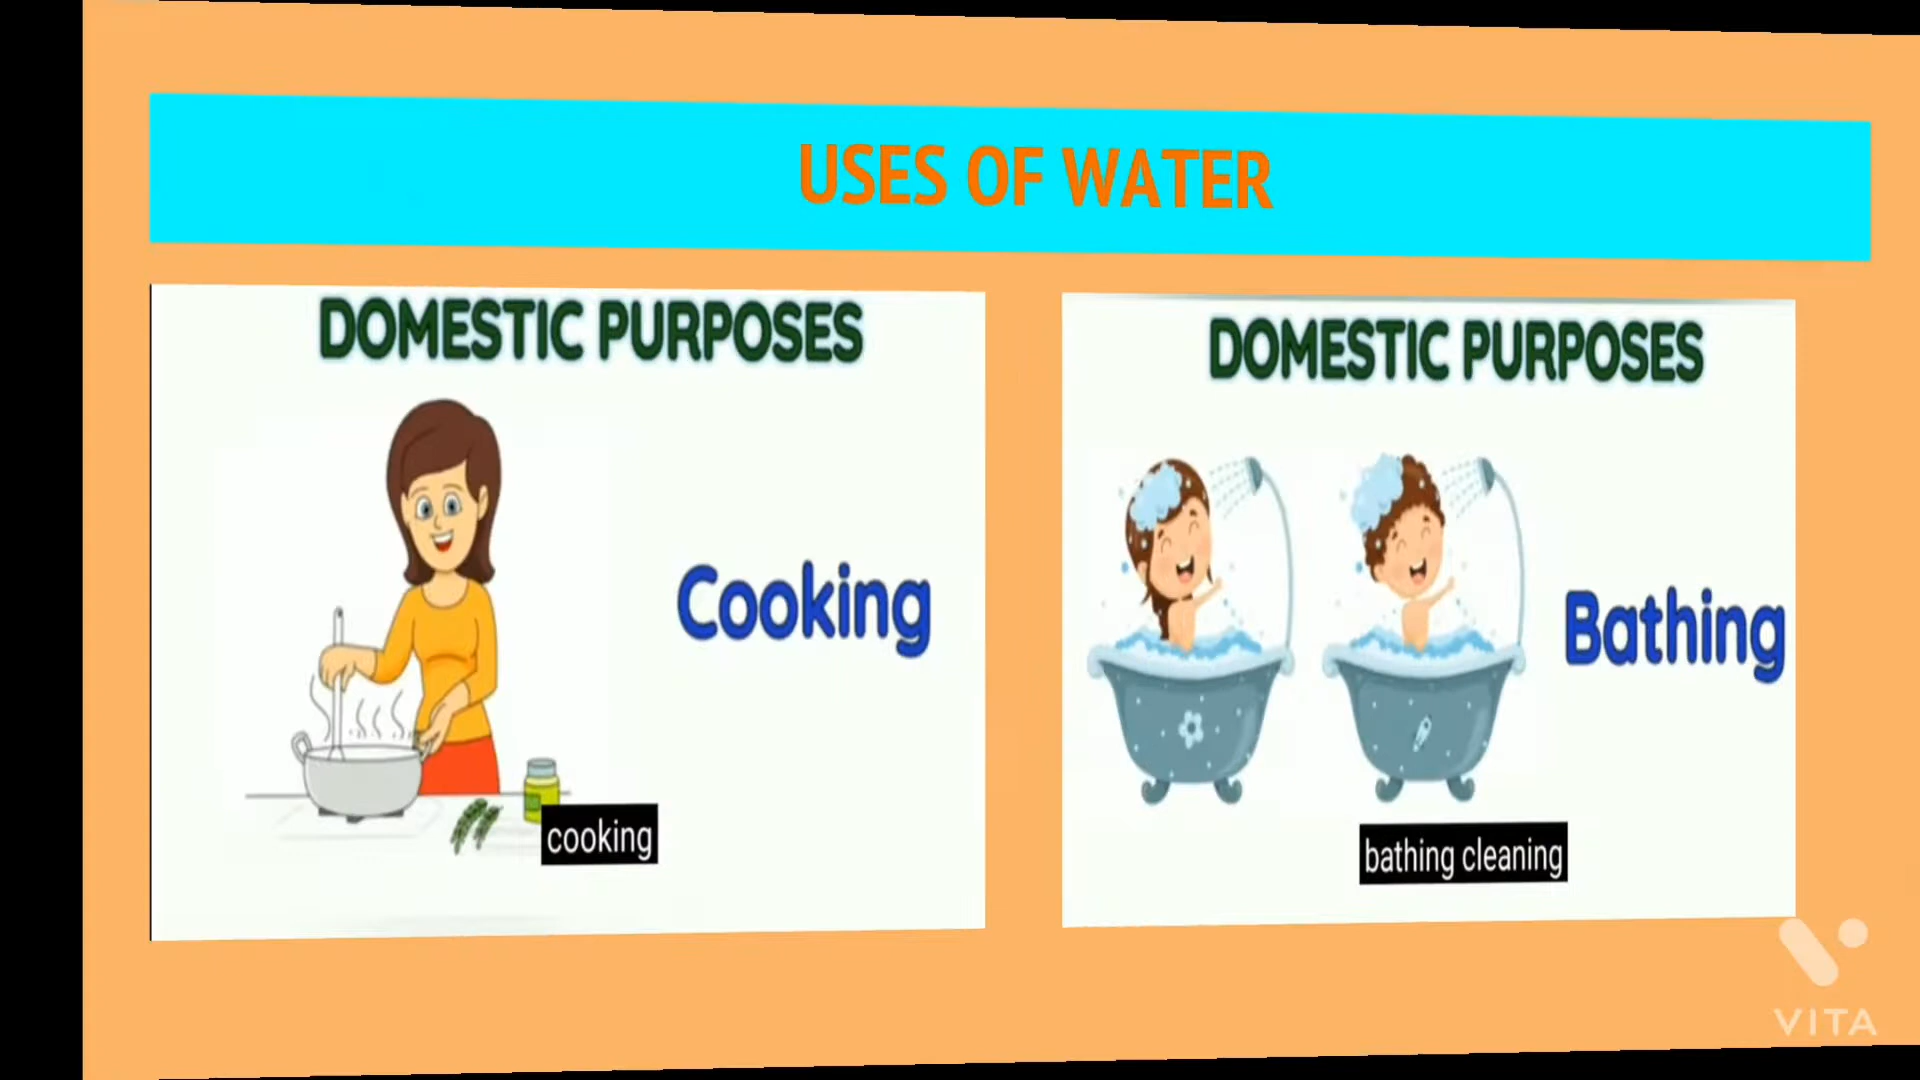 USES OF WATER
DOMESTIC PURPOSES
Cooking
cooking
DOMESTIC PURPOSES
Bathing
bathing cleaning
VITA